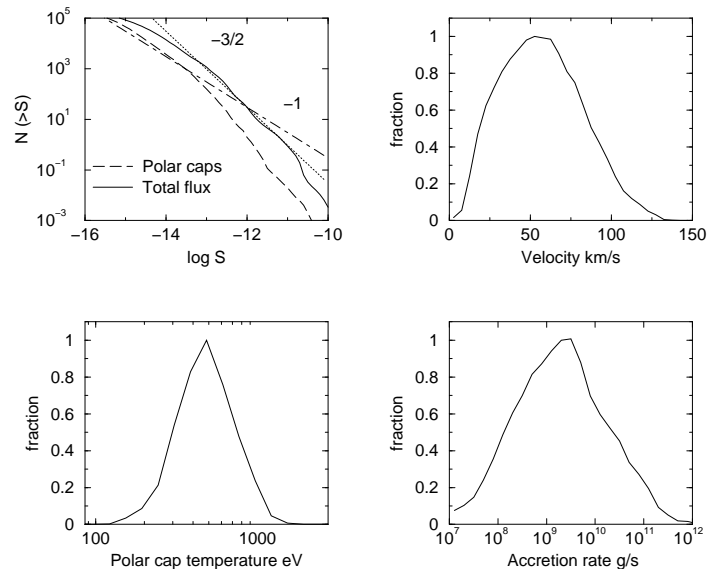 10^5
10^3
10^1
10^-1
10^-3
N (>S)
−3/2
−1
Polar caps
Total flux
−16 −14 −12 −10
log S
1
0.8
0.6
0.4
0.2
0
fraction
0 50 100 150
Velocity km/s
1
0.8
0.6
0.4
0.2
0
fraction
100 1000
Polar cap temperature eV
1
0.8
0.6
0.4
0.2
0
fraction
10^7 10^8 10^9 10^10 10^11 10^12
Accretion rate g/s